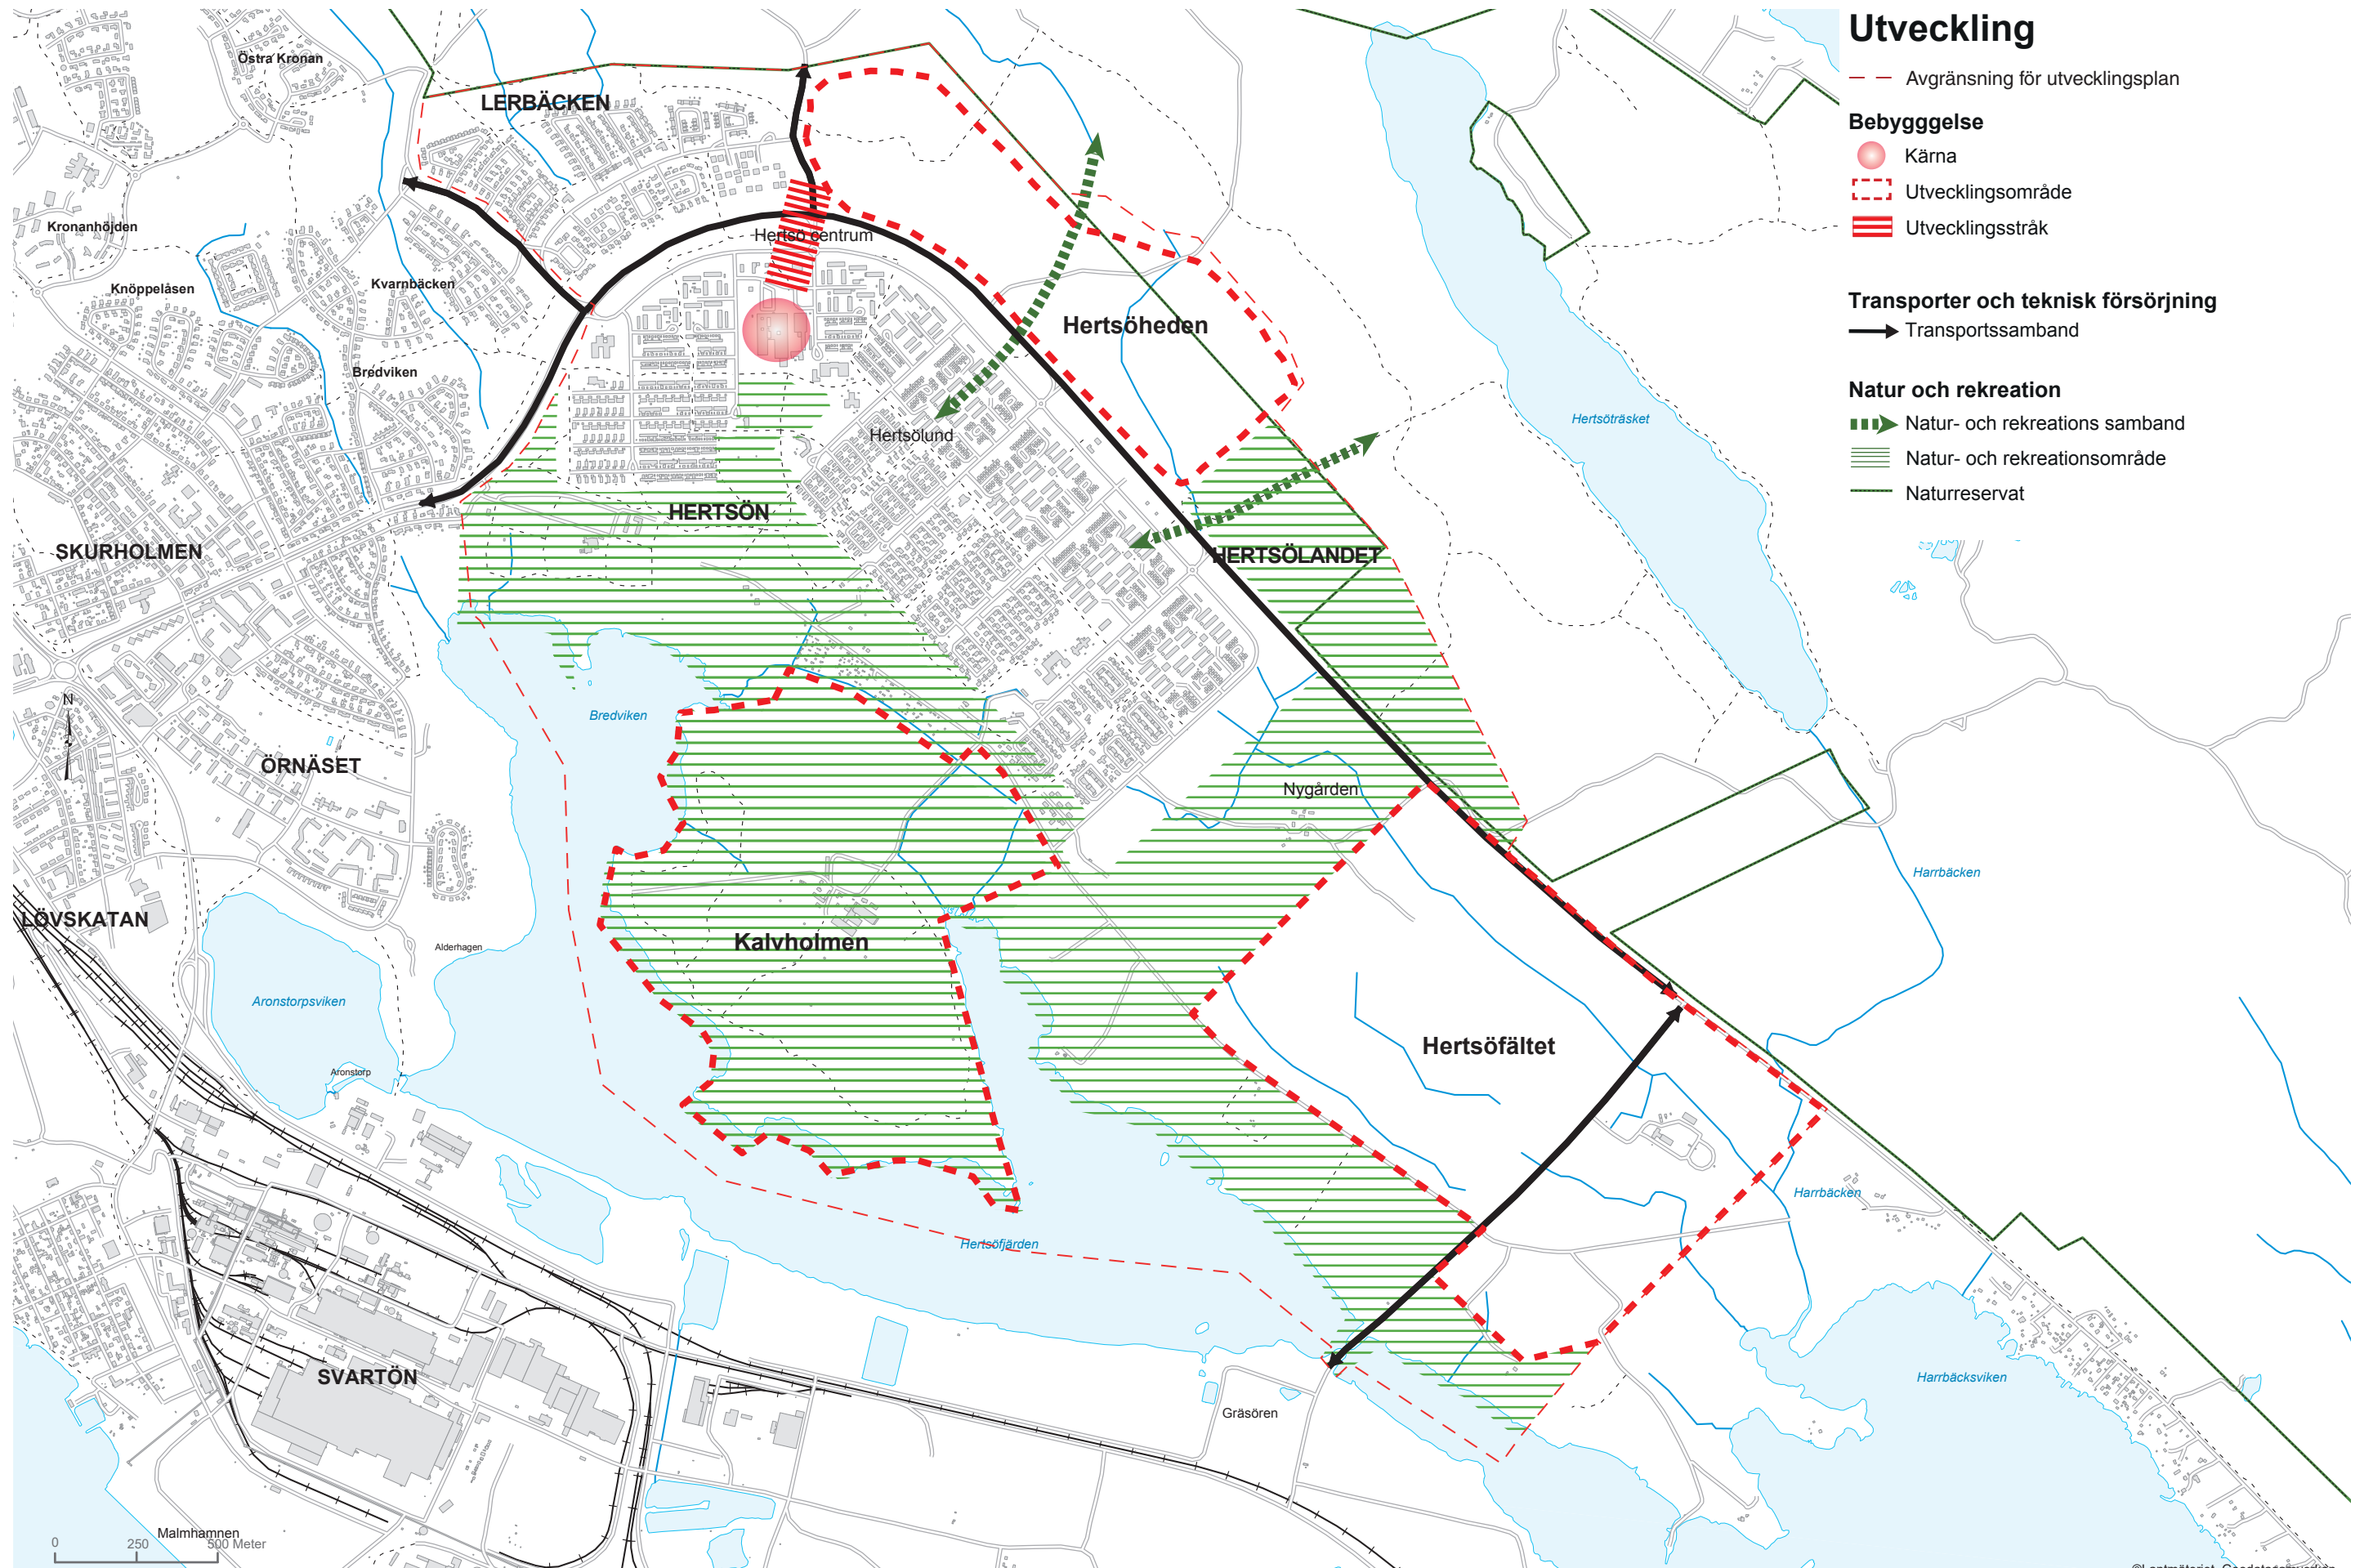 Utveckling
Avgränsning för utvecklingsplan
Bebygggelse
Kärna
Utvecklingsområde
Utvecklingsstråk
Transporter och teknisk försörjning
Transportssamband
Natur och rekreation
Natur- och rekreations samband
Natur- och rekreationsområde
Naturreservat
Östra Kronan
LERBÄCKEN
Kronanhöjden
Hertsö centrum
Knöppelåsen
Kvarnbäcken
Hertsöheden
Bredviken
Hertsöträsket
Hertsölund
HERTSÖN
SKURHOLMEN
HERTSÖLANDET
N
Bredviken
ÖRNÄSET
Nygården
Harrbäcken
LÖVSKATAN
Alderhagen
Kalvholmen
Aronstorpsviken
Hertsöfältet
Aronstorp
Harrbäcken
Hertsöfjärden
SVARTÖN
Harrbäcksviken
Gräsören
Malmhamnen
0 250 500 Meter